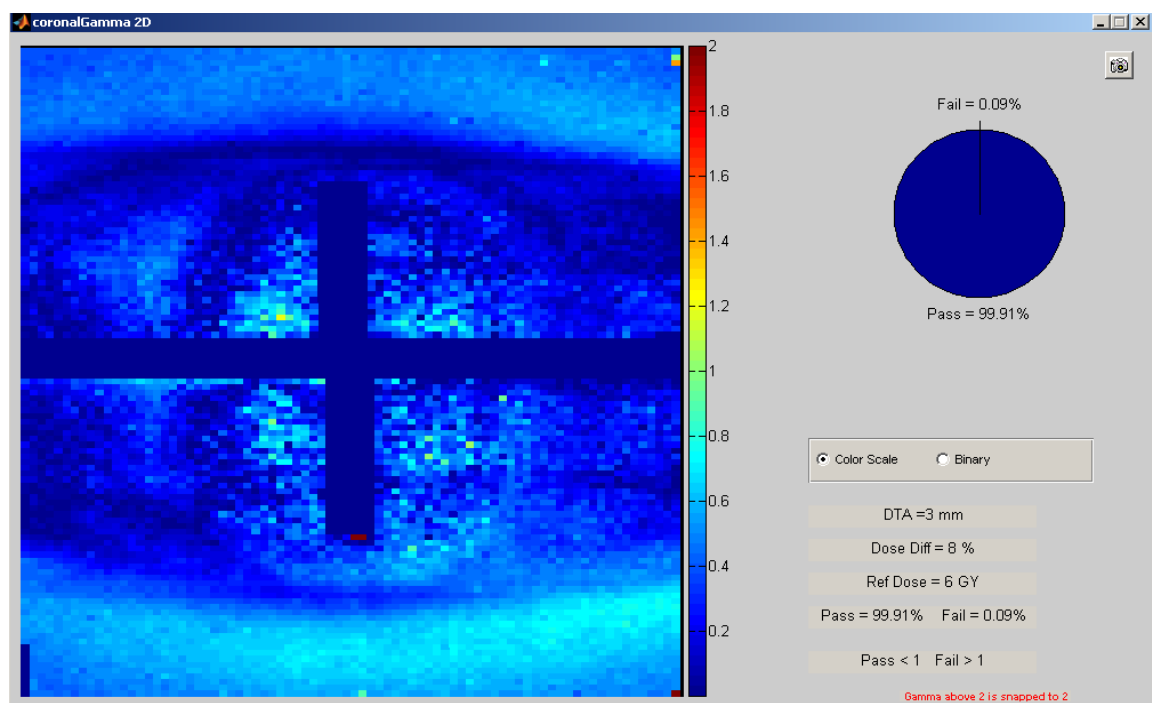 coronalGamma 2D
2
1.8
1.6
1.4
1.2
1
0.8
0.6
0.4
0.2
Fail = 0.09%
Pass = 99.91%
Color Scale Binary
DTA =3 mm
Dose Diff = 8 %
Ref Dose = 6 GY
Pass = 99.91% Fail = 0.09%
Pass < 1 Fail > 1
Gamma above 2 is snapped to 2